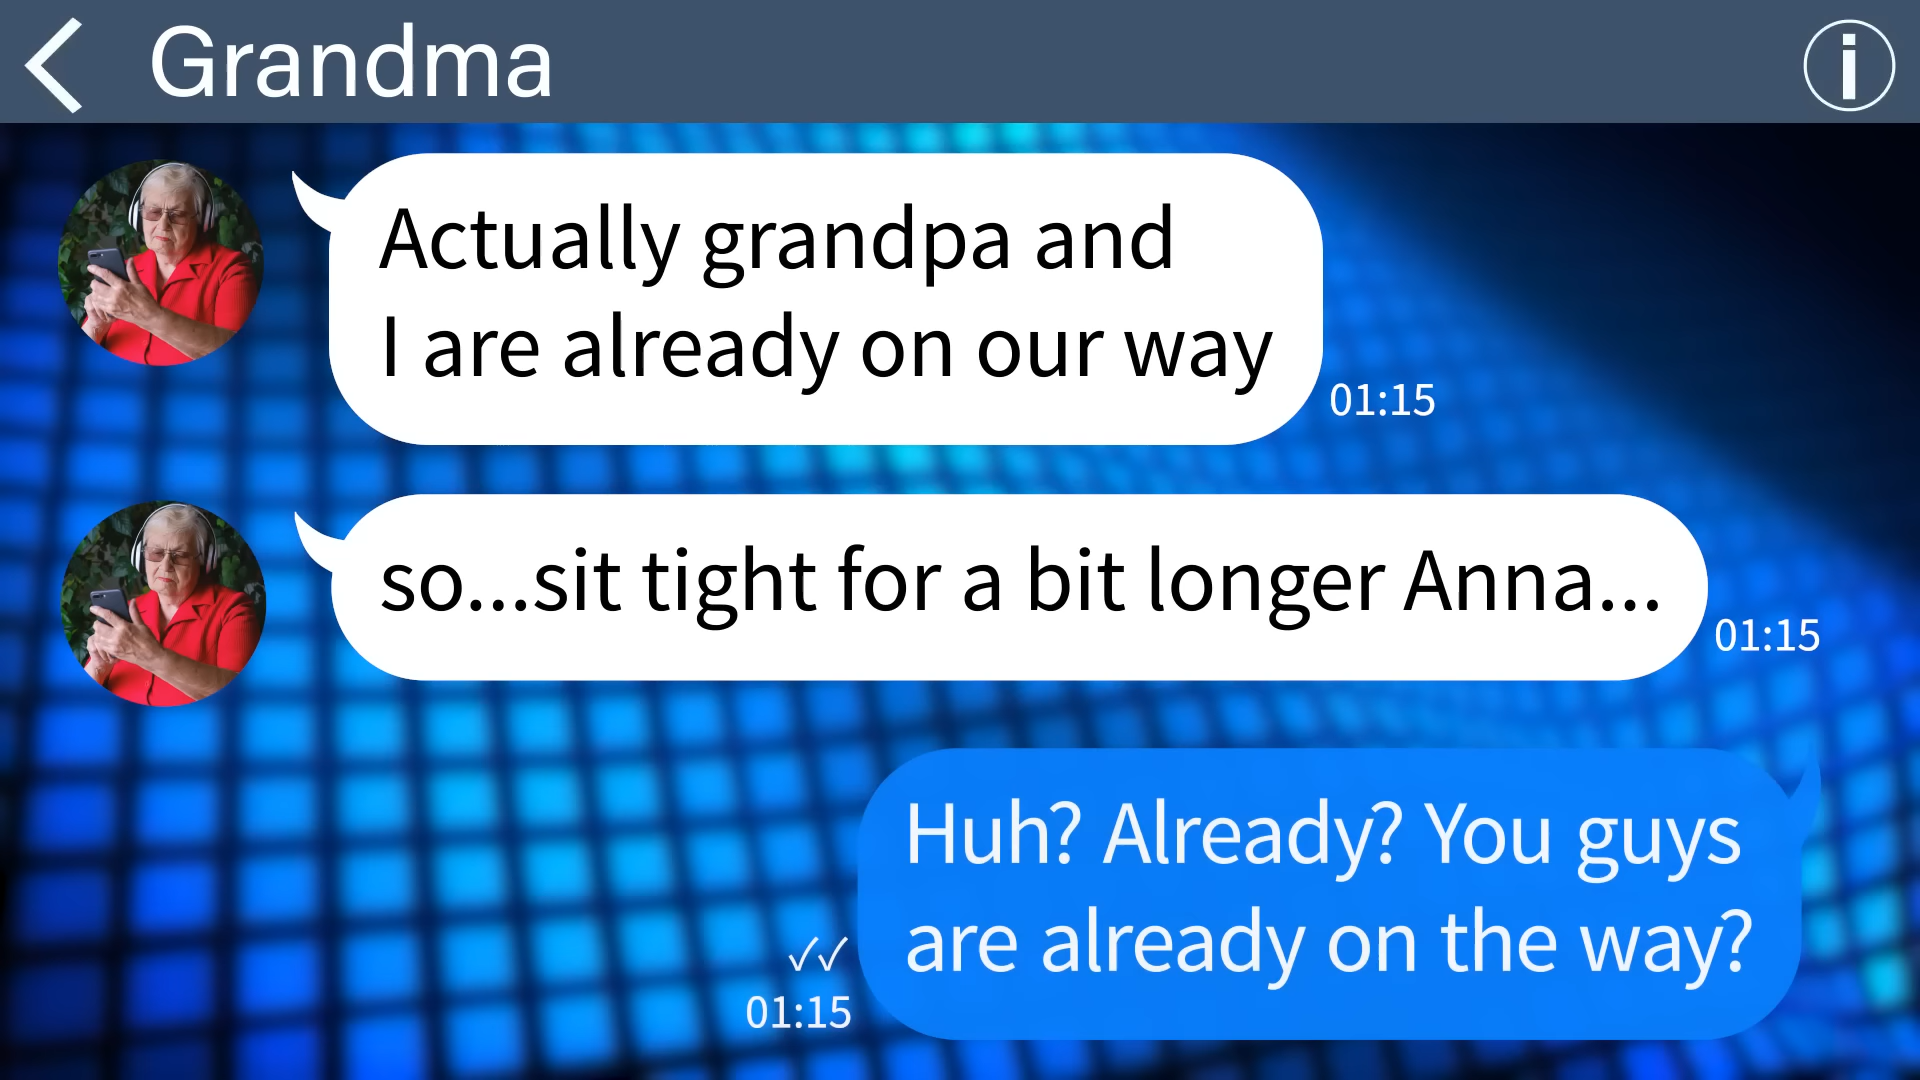 Grandma
Actually grandpa and
I are already on our way
01:15
so...sit tight for a bit longer Anna...
01:15
Huh? Already? You guys
are already on the way?
✓✓
01:15